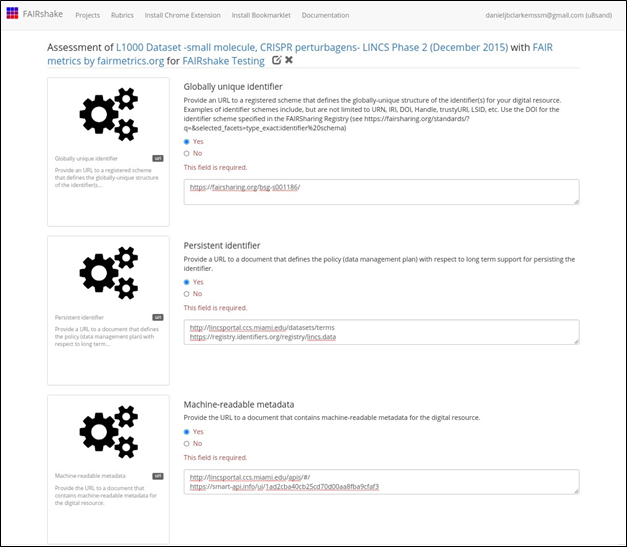 FAIRshake Projects Rubrics Install Chrome Extension Install Bookmarklet Documentation danieljbclarkemssm@gmail.com (u8sand)
Assessment of L1000 Dataset -small molecule, CRISPR perturbagens- LINCS Phase 2 (December 2015) with FAIR
metrics by fairmetrics.org for FAIRshake Testing
Globally unique identifier url
Provide an URL to a registered scheme
that defines the globally-unique structure
of the identifier(s)...
Globally unique identifier
Provide an URL to a registered scheme that defines the globally-unique structure of the identifier(s) for your digital resource.
Examples of identifier schemes include, but are not limited to URN, IRI, DOI, Handle, trustyURI, LSID, etc. Use the DOI for the
identifier scheme specified in the FAIRSharing Registry (see https://fairsharing.org/standards/?
q=&selected_facets=type_exact:identifier%20schema)
Yes
No
This field is required.
https://fairsharing.org/bsg-s001186/
Persistent identifier url
Provide a URL to a document that defines
the policy (data management plan) with
respect to long term...
Persistent identifier
Provide a URL to a document that defines the policy (data management plan) with respect to long term support for persisting the
identifier.
Yes
No
This field is required.
http://lincsportal.ccs.miami.edu/datasets/terms
https://registry.identifiers.org/registry/lincs.data
Machine-readable metadata url
Provide the URL to a document that
contains machine-readable metadata for
the digital resource.
Machine-readable metadata
Provide the URL to a document that contains machine-readable metadata for the digital resource.
Yes
No
This field is required.
http://lincsportal.ccs.miami.edu/apis/#/
https://smart-api.info/ui/1ad2cba40cb25cd70d00aa8fba9cfaf3